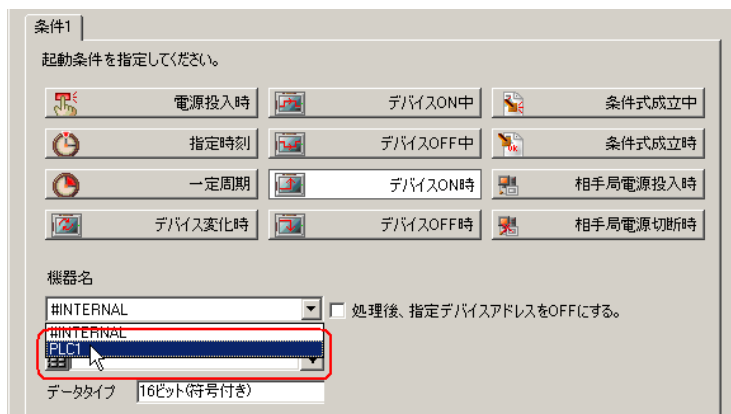 条件1
起動条件を指定してください。
電源投入時 デバイスON中 条件式成立中
指定時刻 デバイスOFF中 条件式成立時
一定周期 デバイスON時 相手局電源投入時
デバイス変化時 デバイスOFF時 相手局電源切断時
機器名
#INTERNAL 処理後、指定デバイスアドレスをOFFにする。
#INTERNAL
PLC1
データタイプ 16ビット(符号付き)